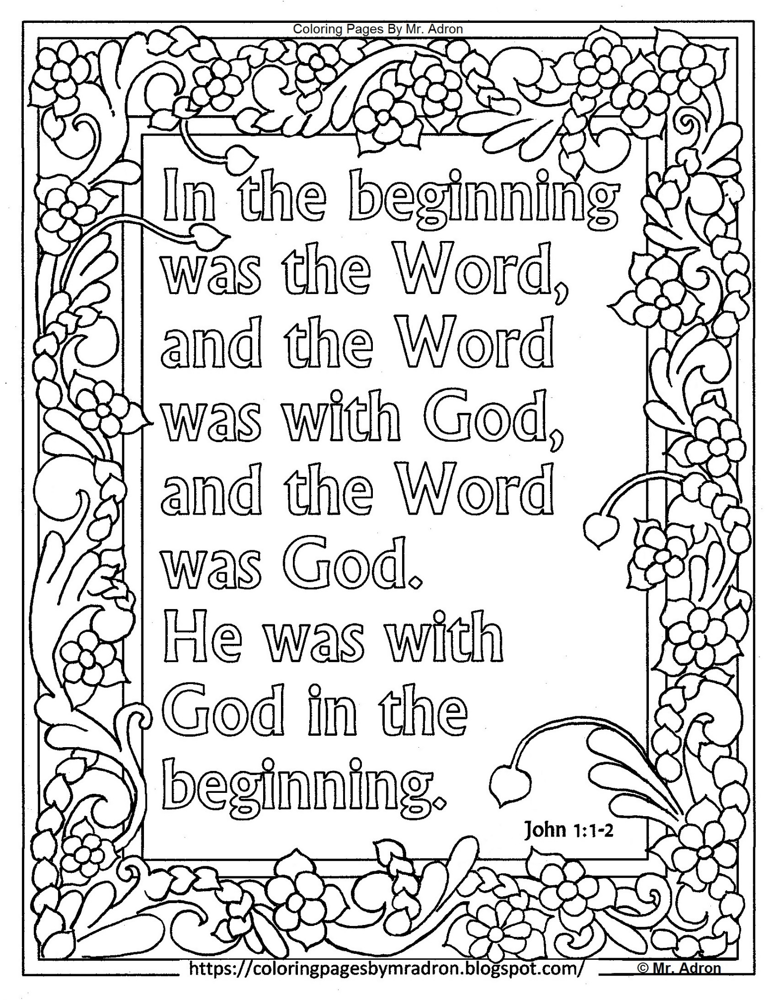 Coloring Pages By Mr. Adron
In the beginning
was the Word,
and the Word
was with God,
and the Word
was God.
He was with
God in the
beginning.
John 1:1-2
https://coloringpagesbymradron.blogspot.com/
© Mr. Adron